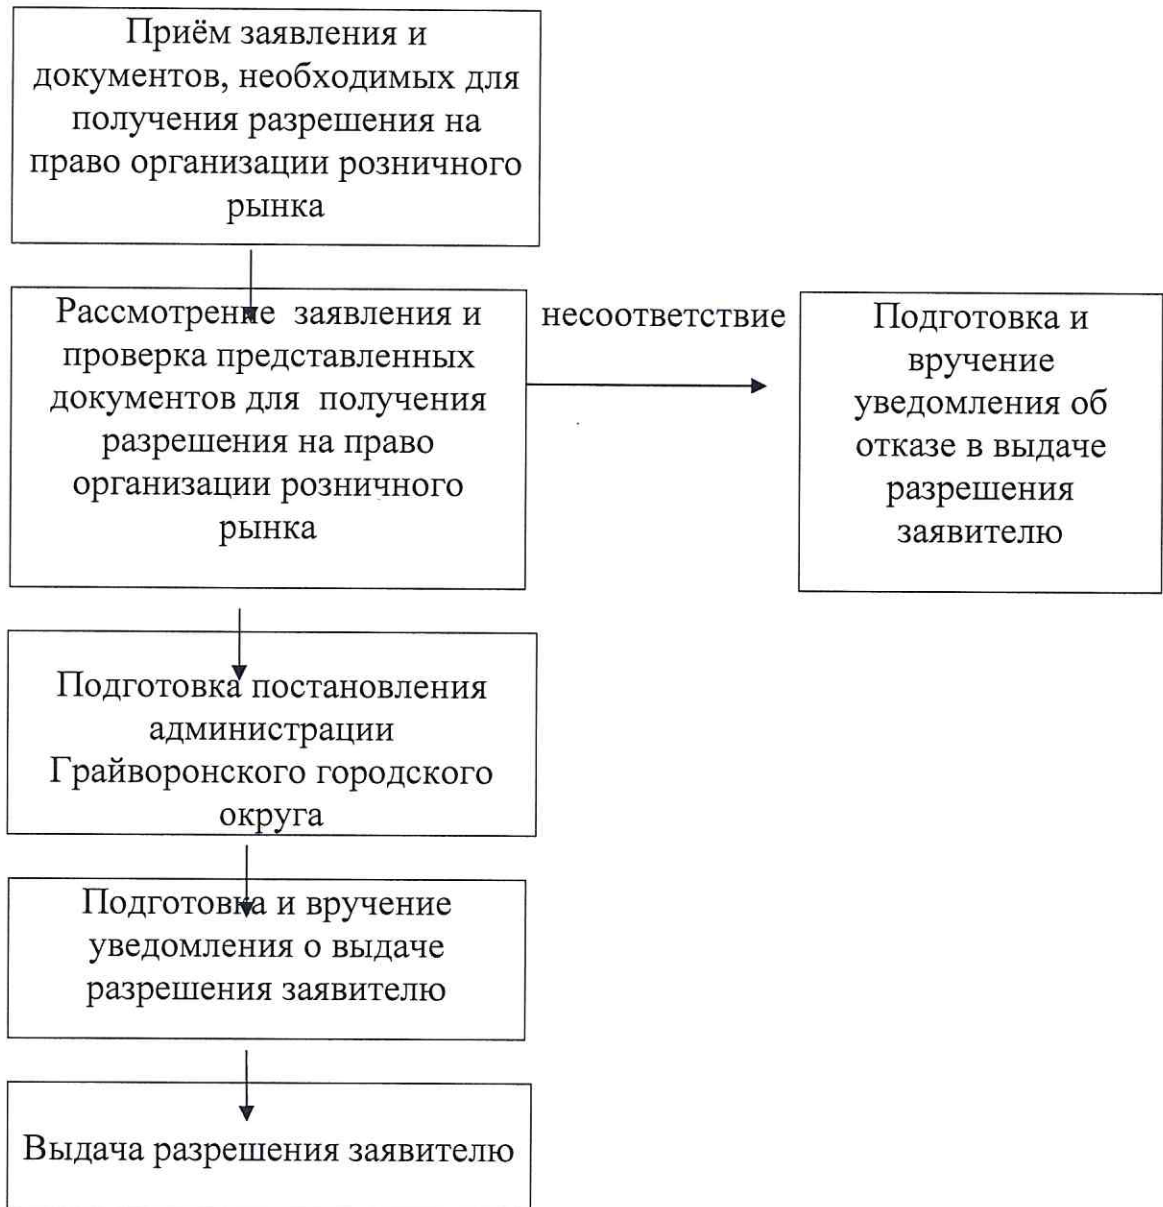 Приём заявления и
документов, необходимых для
получения разрешения на
право организации розничного
рынка
Рассмотрение заявления и
проверка представленных
документов для получения
разрешения на право
организации розничного
рынка
несоответствие
Подготовка и
вручение
уведомления об
отказе в выдаче
разрешения
заявителю
Подготовка постановления
администрации
Грайворонского городского
округа
Подготовка и вручение
уведомления о выдаче
разрешения заявителю
Выдача разрешения заявителю